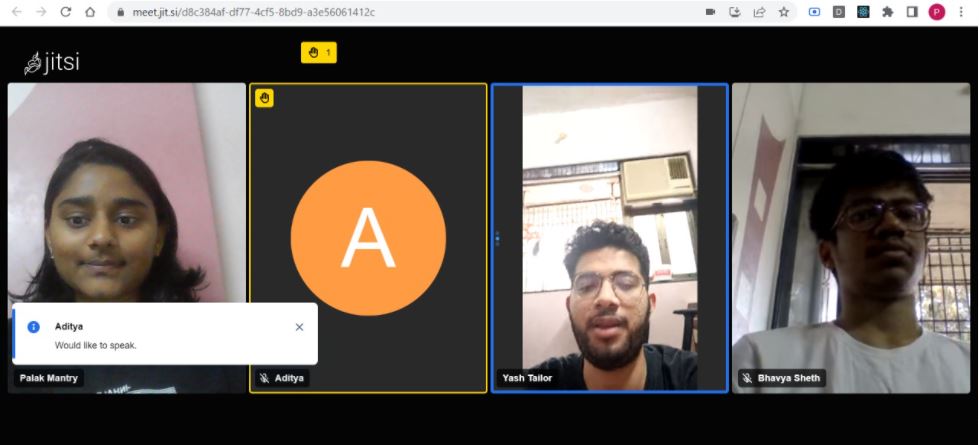 meet.jit.si/d8c384af-df77-4cf5-8bd9-a3e56061412c
D
P
jitsi
1
A
Aditya
Would like to speak.
Palak Mantry
Aditya
Yash Tailor
Bhavya Sheth